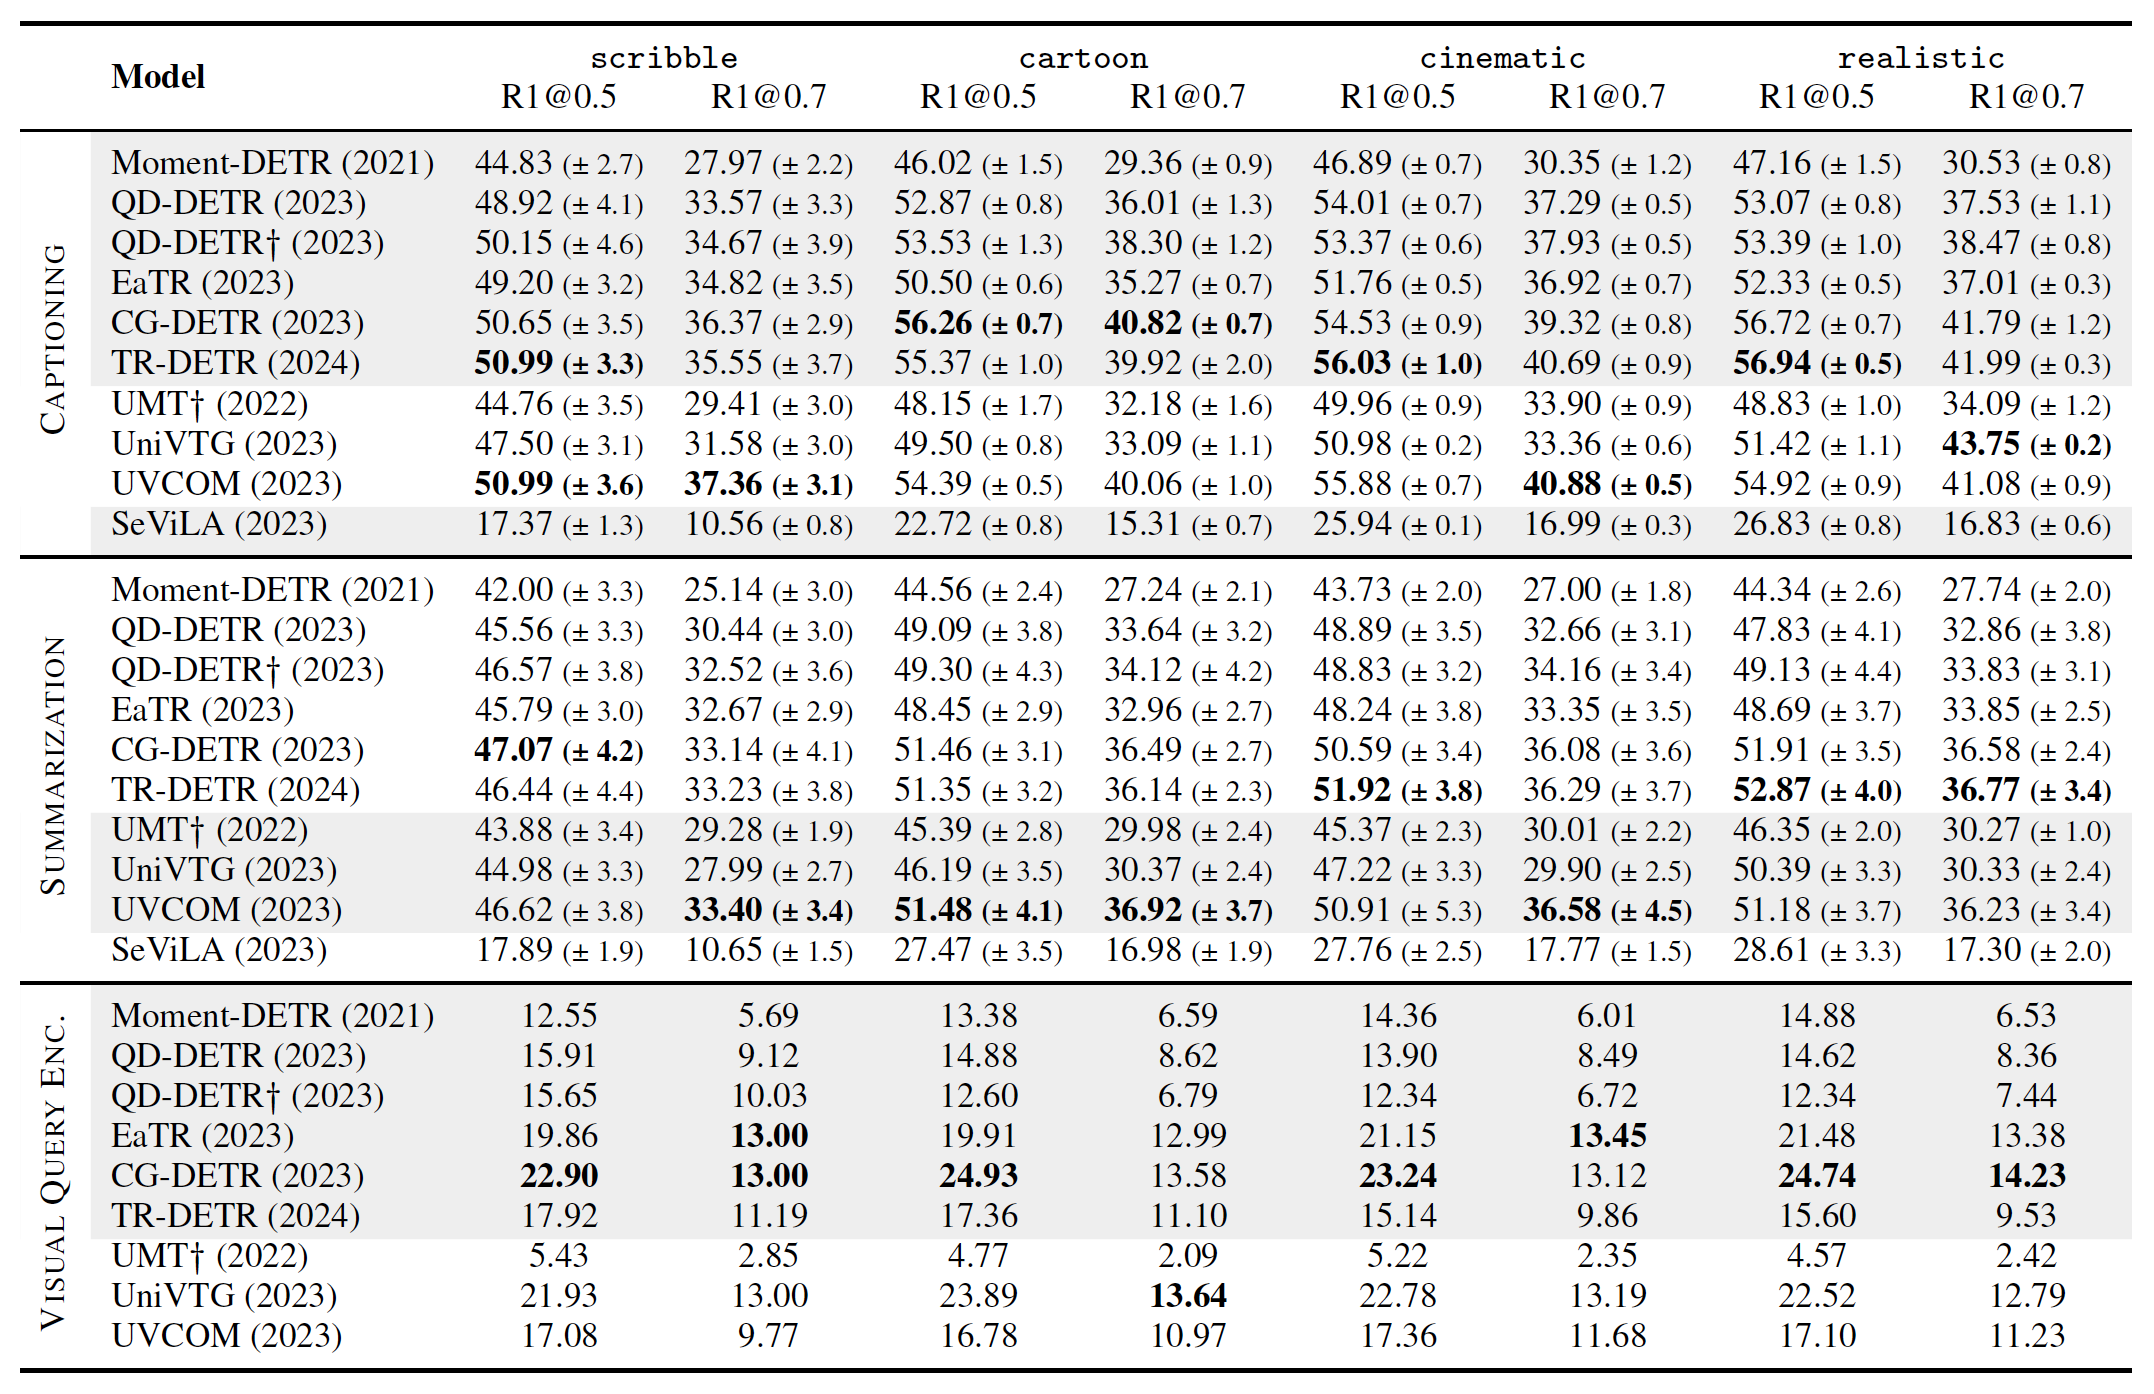 scribble cartoon cinematic realistic
Model
R1@0.5 R1@0.7 R1@0.5 R1@0.7 R1@0.5 R1@0.7 R1@0.5 R1@0.7
CAPTIONING
Moment-DETR (2021) 44.83 (± 2.7) 27.97 (± 2.2) 46.02 (± 1.5) 29.36 (± 0.9) 46.89 (± 0.7) 30.35 (± 1.2) 47.16 (± 1.5) 30.53 (± 0.8)
QD-DETR (2023) 48.92 (± 4.1) 33.57 (± 3.3) 52.87 (± 0.8) 36.01 (± 1.3) 54.01 (± 0.7) 37.29 (± 0.5) 53.07 (± 0.8) 37.53 (± 1.1)
QD-DETR† (2023) 50.15 (± 4.6) 34.67 (± 3.9) 53.53 (± 1.3) 38.30 (± 1.2) 53.37 (± 0.6) 37.93 (± 0.5) 53.39 (± 1.0) 38.47 (± 0.8)
EaTR (2023) 49.20 (± 3.2) 34.82 (± 3.5) 50.50 (± 0.6) 35.27 (± 0.7) 51.76 (± 0.5) 36.92 (± 0.7) 52.33 (± 0.5) 37.01 (± 0.3)
CG-DETR (2023) 50.65 (± 3.5) 36.37 (± 2.9) 56.26 (± 0.7) 40.82 (± 0.7) 54.53 (± 0.9) 39.32 (± 0.8) 56.72 (± 0.7) 41.79 (± 1.2)
TR-DETR (2024) 50.99 (± 3.3) 35.55 (± 3.7) 55.37 (± 1.0) 39.92 (± 2.0) 56.03 (± 1.0) 40.69 (± 0.9) 56.94 (± 0.5) 41.99 (± 0.3)
UMT† (2022) 44.76 (± 3.5) 29.41 (± 3.0) 48.15 (± 1.7) 32.18 (± 1.6) 49.96 (± 0.9) 33.90 (± 0.9) 48.83 (± 1.0) 34.09 (± 1.2)
UniVTG (2023) 47.50 (± 3.1) 31.58 (± 3.0) 49.50 (± 0.8) 33.09 (± 1.1) 50.98 (± 0.2) 33.36 (± 0.6) 51.42 (± 1.1) 43.75 (± 0.2)
UVCOM (2023) 50.99 (± 3.6) 37.36 (± 3.1) 54.39 (± 0.5) 40.06 (± 1.0) 55.88 (± 0.7) 40.88 (± 0.5) 54.92 (± 0.9) 41.08 (± 0.9)
SeViLA (2023) 17.37 (± 1.3) 10.56 (± 0.8) 22.72 (± 0.8) 15.31 (± 0.7) 25.94 (± 0.1) 16.99 (± 0.3) 26.83 (± 0.8) 16.83 (± 0.6)
SUMMARIZATION
Moment-DETR (2021) 42.00 (± 3.3) 25.14 (± 3.0) 44.56 (± 2.4) 27.24 (± 2.1) 43.73 (± 2.0) 27.00 (± 1.8) 44.34 (± 2.6) 27.74 (± 2.0)
QD-DETR (2023) 45.56 (± 3.3) 30.44 (± 3.0) 49.09 (± 3.8) 33.64 (± 3.2) 48.89 (± 3.5) 32.66 (± 3.1) 47.83 (± 4.1) 32.86 (± 3.8)
QD-DETR† (2023) 46.57 (± 3.8) 32.52 (± 3.6) 49.30 (± 4.3) 34.12 (± 4.2) 48.83 (± 3.2) 34.16 (± 3.4) 49.13 (± 4.4) 33.83 (± 3.1)
EaTR (2023) 45.79 (± 3.0) 32.67 (± 2.9) 48.45 (± 2.9) 32.96 (± 2.7) 48.24 (± 3.8) 33.35 (± 3.5) 48.69 (± 3.7) 33.85 (± 2.5)
CG-DETR (2023) 47.07 (± 4.2) 33.14 (± 4.1) 51.46 (± 3.1) 36.49 (± 2.7) 50.59 (± 3.4) 36.08 (± 3.6) 51.91 (± 3.5) 36.58 (± 2.4)
TR-DETR (2024) 46.44 (± 4.4) 33.23 (± 3.8) 51.35 (± 3.2) 36.14 (± 2.3) 51.92 (± 3.8) 36.29 (± 3.7) 52.87 (± 4.0) 36.77 (± 3.4)
UMT† (2022) 43.88 (± 3.4) 29.28 (± 1.9) 45.39 (± 2.8) 29.98 (± 2.4) 45.37 (± 2.3) 30.01 (± 2.2) 46.35 (± 2.0) 30.27 (± 1.0)
UniVTG (2023) 44.98 (± 3.3) 27.99 (± 2.7) 46.19 (± 3.5) 30.37 (± 2.4) 47.22 (± 3.3) 29.90 (± 2.5) 50.39 (± 3.3) 30.33 (± 2.4)
UVCOM (2023) 46.62 (± 3.8) 33.40 (± 3.4) 51.48 (± 4.1) 36.92 (± 3.7) 50.91 (± 5.3) 36.58 (± 4.5) 51.18 (± 3.7) 36.23 (± 3.4)
SeViLA (2023) 17.89 (± 1.9) 10.65 (± 1.5) 27.47 (± 3.5) 16.98 (± 1.9) 27.76 (± 2.5) 17.77 (± 1.5) 28.61 (± 3.3) 17.30 (± 2.0)
VISUAL QUERY ENC.
Moment-DETR (2021) 12.55 5.69 13.38 6.59 14.36 6.01 14.88 6.53
QD-DETR (2023) 15.91 9.12 14.88 8.62 13.90 8.49 14.62 8.36
QD-DETR† (2023) 15.65 10.03 12.60 6.79 12.34 6.72 12.34 7.44
EaTR (2023) 19.86 13.00 19.91 12.99 21.15 13.45 21.48 13.38
CG-DETR (2023) 22.90 13.00 24.93 13.58 23.24 13.12 24.74 14.23
TR-DETR (2024) 17.92 11.19 17.36 11.10 15.14 9.86 15.60 9.53
UMT† (2022) 5.43 2.85 4.77 2.09 5.22 2.35 4.57 2.42
UniVTG (2023) 21.93 13.00 23.89 13.64 22.78 13.19 22.52 12.79
UVCOM (2023) 17.08 9.77 16.78 10.97 17.36 11.68 17.10 11.23